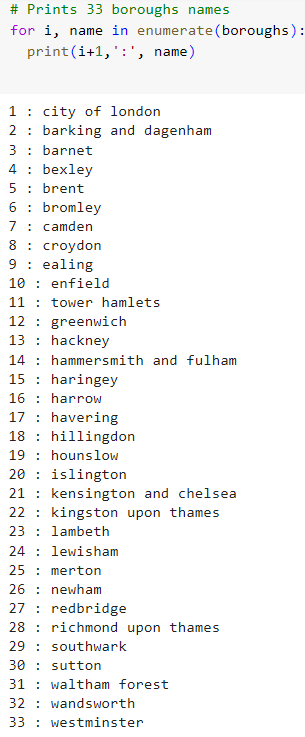 # Prints 33 boroughs names
for i, name in enumerate(boroughs):
  print(i+1,':', name)
1 : city of london
2 : barking and dagenham
3 : barnet
4 : bexley
5 : brent
6 : bromley
7 : camden
8 : croydon
9 : ealing
10 : enfield
11 : tower hamlets
12 : greenwich
13 : hackney
14 : hammersmith and fulham
15 : haringey
16 : harrow
17 : havering
18 : hillingdon
19 : hounslow
20 : islington
21 : kensington and chelsea
22 : kingston upon thames
23 : lambeth
24 : lewisham
25 : merton
26 : newham
27 : redbridge
28 : richmond upon thames
29 : southwark
30 : sutton
31 : waltham forest
32 : wandsworth
33 : westminster